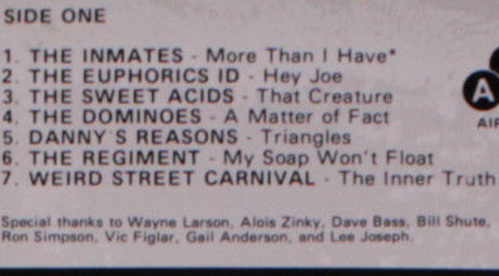 SIDE ONE
1. THE INMATES - More Than I Have*
2. THE EUPHORICS ID - Hey Joe
3. THE SWEET ACIDS - That Creature
4. THE DOMINOES - A Matter of Fact
5. DANNY'S REASONS - Triangles
6. THE REGIMENT - My Soap Won't Float
7. WEIRD STREET CARNIVAL - The Inner Truth
A
AIP
Special thanks to Wayne Larson, Alois Zinky, Dave Bass, Bill Shute,
Ron Simpson, Vic Figlar, Gail Anderson, and Lee Joseph.